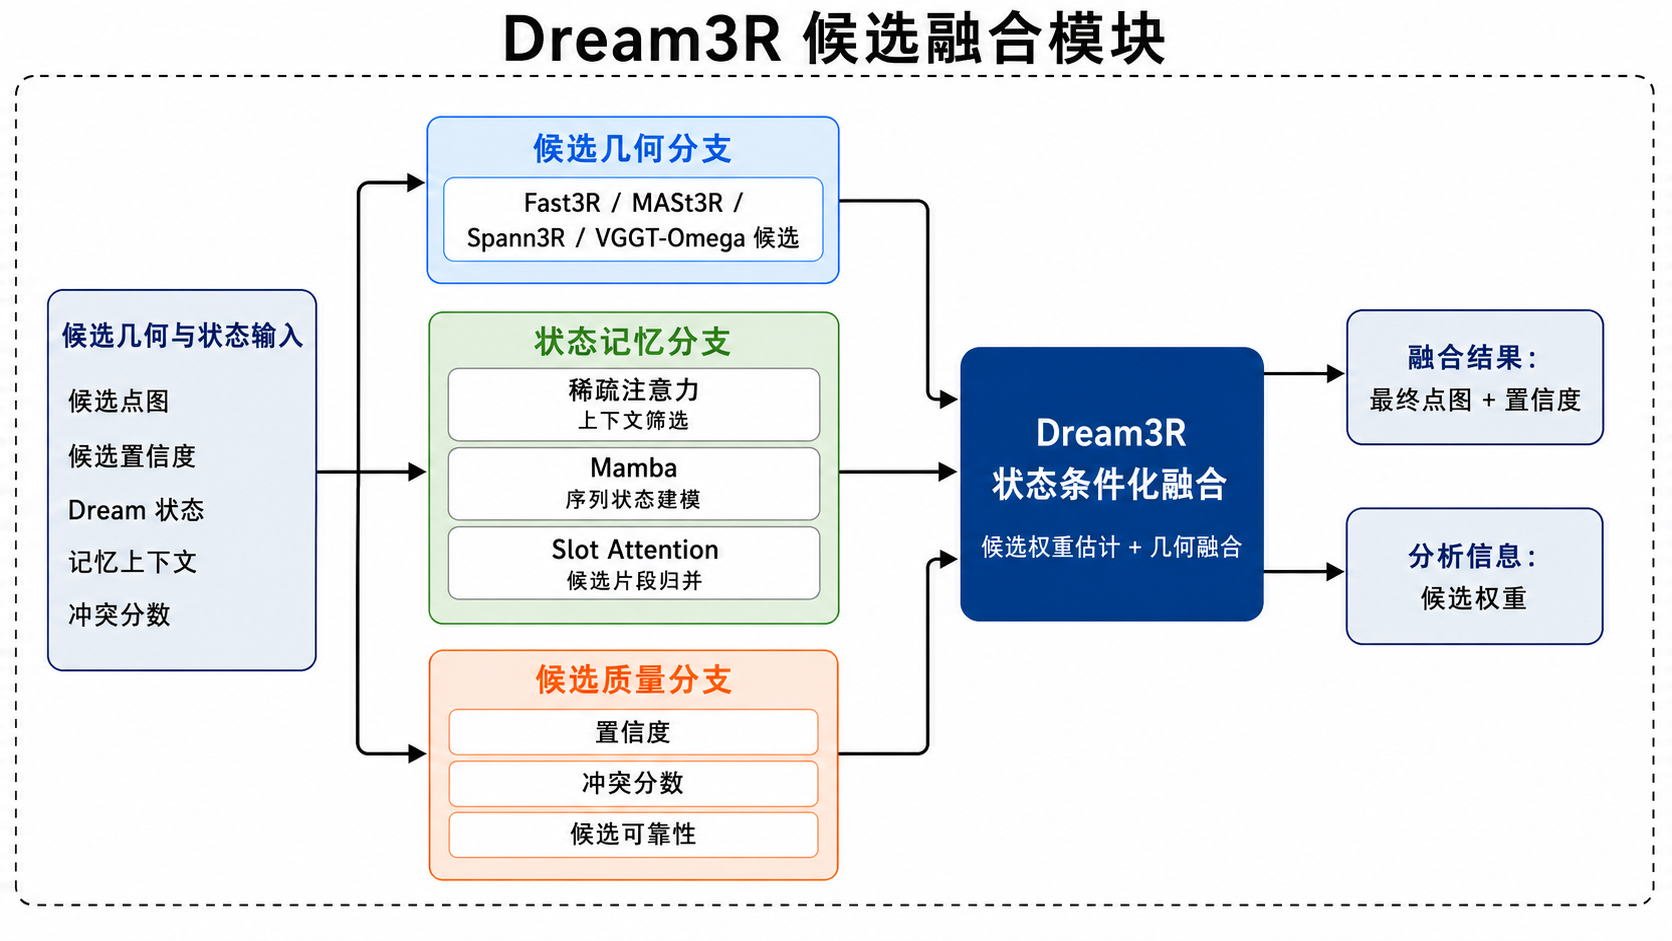 Dream3R 候选融合模块
候选几何与状态输入
候选点图
候选置信度
Dream 状态
记忆上下文
冲突分数
候选几何分支
Fast3R / MASt3R /
Spann3R / VGGT-Omega 候选
状态记忆分支
稀疏注意力
上下文筛选
Mamba
序列状态建模
Slot Attention
候选片段归并
候选质量分支
置信度
冲突分数
候选可靠性
Dream3R
状态条件化融合
候选权重估计 + 几何融合
融合结果:
最终点图 + 置信度
分析信息:
候选权重